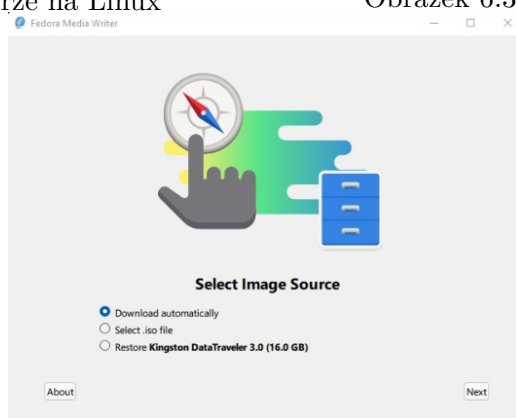 rze na Linux
Obrázek 6.3
Fedora Media Writer
Select Image Source
Download automatically
Select .iso file
Restore Kingston DataTraveler 3.0 (16.0 GB)
About
Next